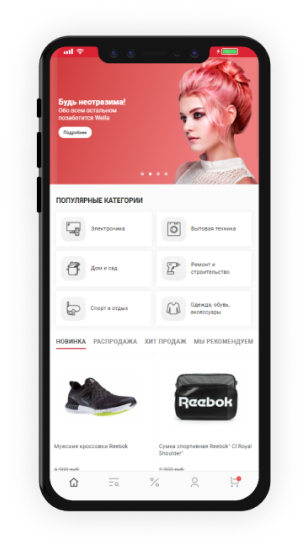 Будь неотразима!
Обо всем остальном
позаботится Wella
Подробнее
ПОПУЛЯРНЫЕ КАТЕГОРИИ
Электроника
Бытовая техника
Дом и сад
Ремонт и
строительство
Спорт и отдых
Одежда, обувь,
аксессуары
НОВИНКА РАСПРОДАЖА ХИТ ПРОДАЖ МЫ РЕКОМЕНДУЕМ
Reebok
Мужские кроссовки Reebok
Сумка спортивная Reebok" Cl Royal
Shoulder"